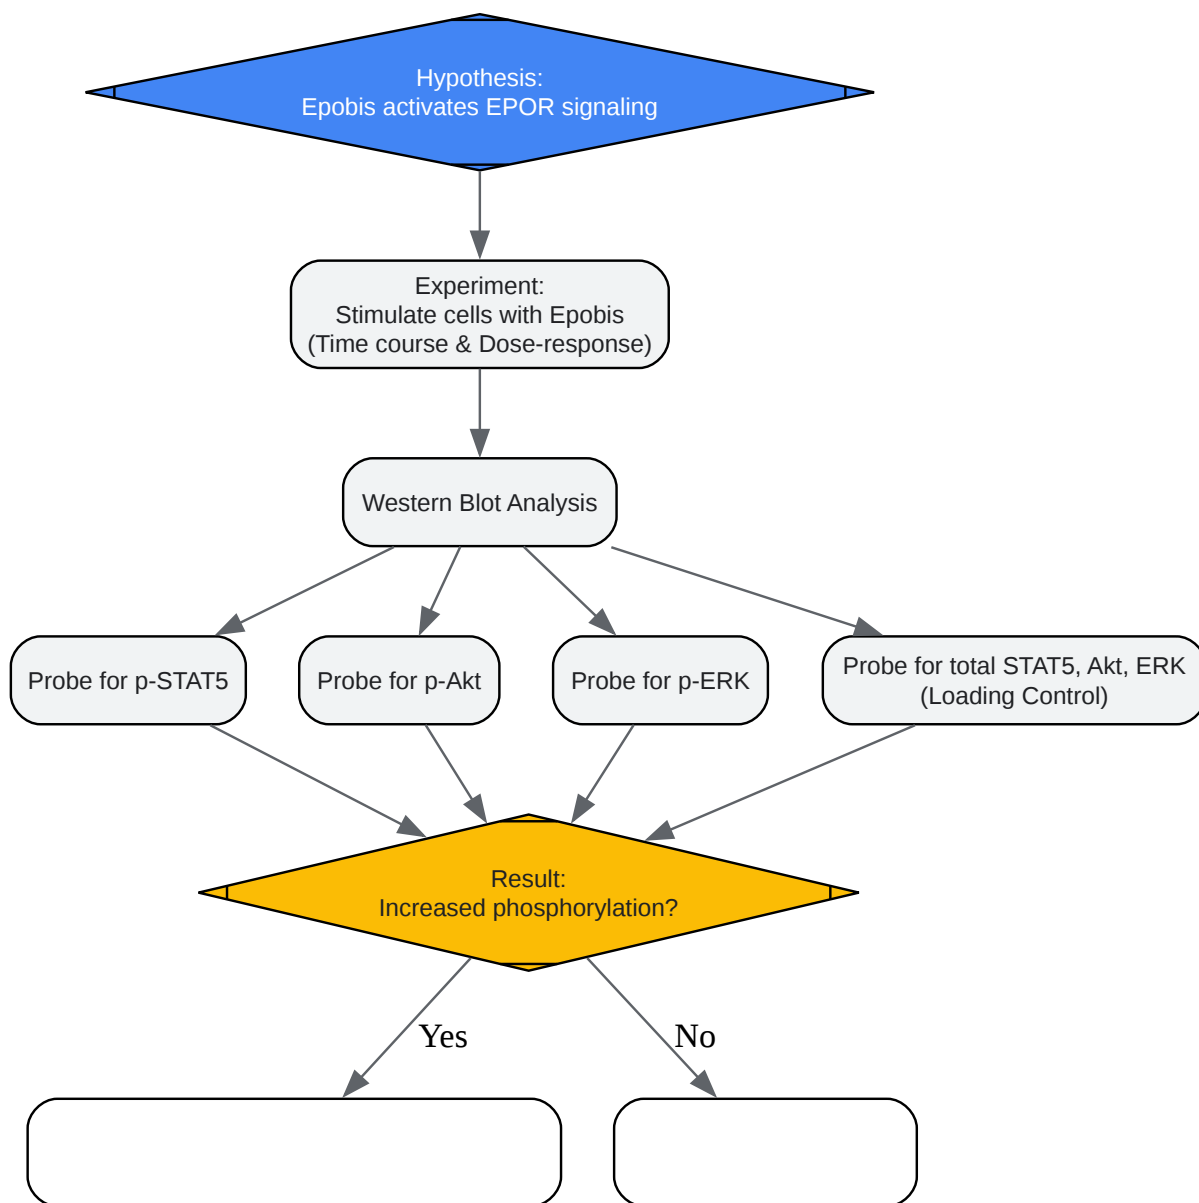 Hypothesis:
Epobis activates EPOR signaling
Experiment:
Stimulate cells with Epobis
(Time course & Dose-response)
Western Blot Analysis
Probe for p-STAT5
Probe for p-Akt
Probe for p-ERK
Probe for total STAT5, Akt, ERK
(Loading Control)
Result:
Increased phosphorylation?
Yes
No